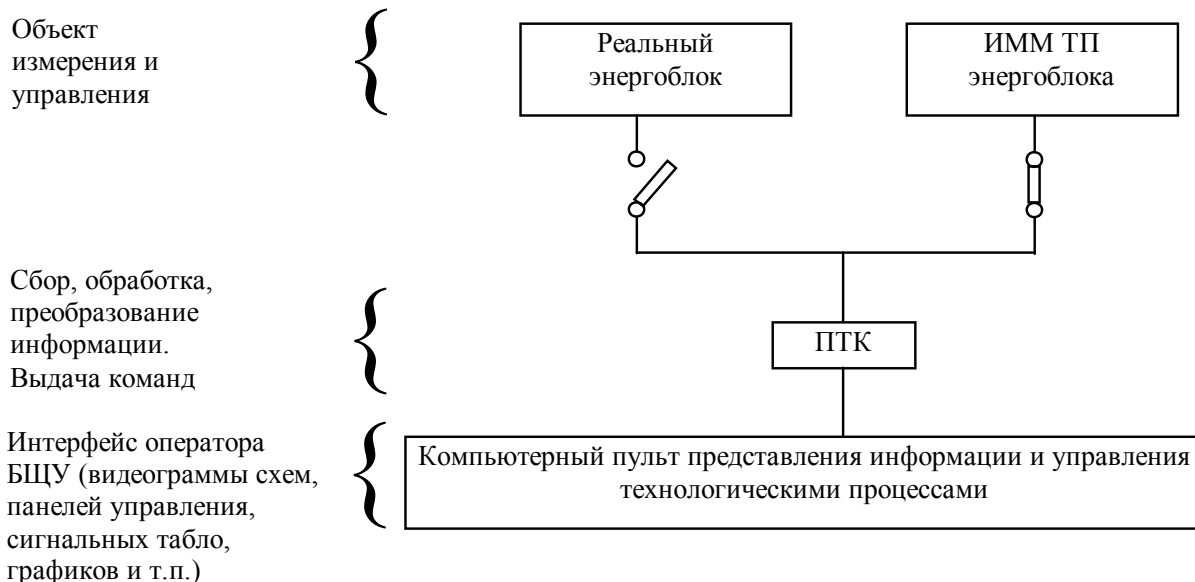 Объект
измерения и
управления
Реальный
энергоблок
ИММ ТП
энергоблока
Сбор, обработка,
преобразование
информации.
Выдача команд
ПТК
Интерфейс оператора
БЩУ (видеограммы схем,
панелей управления,
сигнальных табло,
графиков и т.п.)
Компьютерный пульт представления информации и управления
технологическими процессами